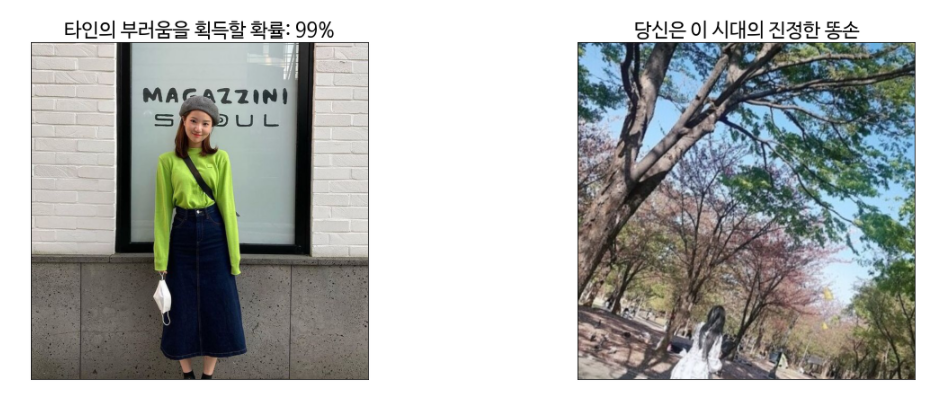 타인의 부러움을 획득할 확률: 99%
당신은 이 시대의 진정한 똥손
MAGAZZINI
SEOUL